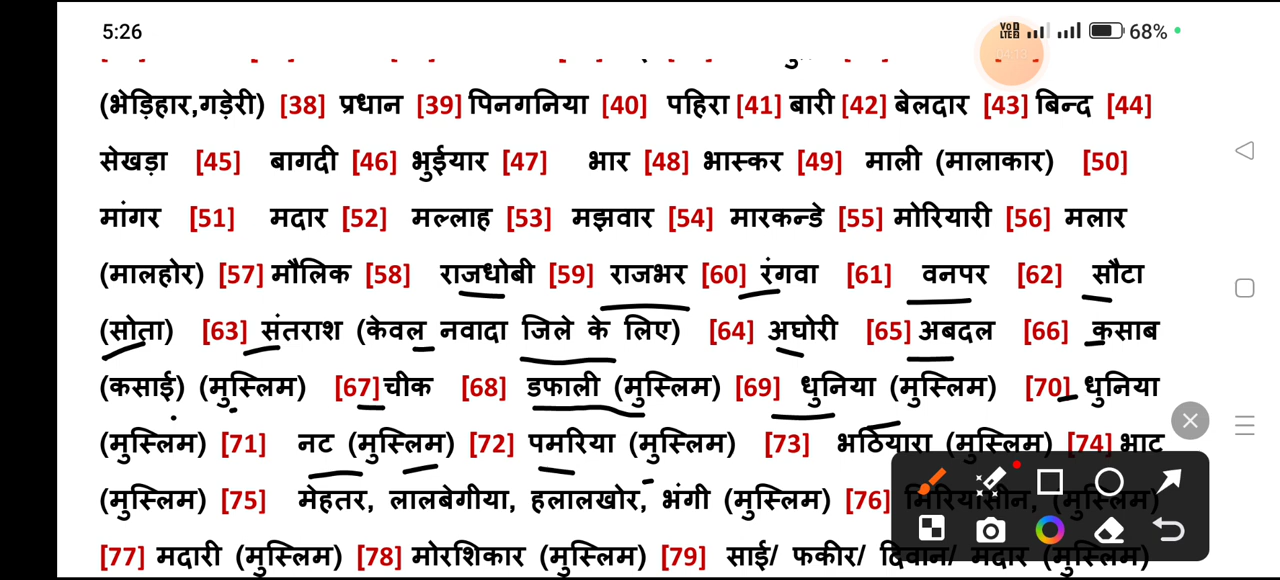 5:26
VoD LTE2 68%
(भेड़िहार,गड़ेरी) [38] प्रधान [39] पिनगनिया [40] पहिरा [41] बारी [42] बेलदार [43] बिन्द [44]
सेखड़ा [45] बागदी [46] भुईयार [47] भार [48] भास्कर [49] माली (मालाकार) [50]
मांगर [51] मदार [52] मल्लाह [53] मझवार [54] मारकन्डे [55] मोरियारी [56] मलार
(मालहोर) [57] मौलिक [58] राजधोबी [59] राजभर [60] रंगवा [61] वनपर [62] सौटा
(सोता) [63] संतराश (केवल नवादा जिले के लिए) [64] अघोरी [65] अबदल [66] कसाब
(कसाई) (मुस्लिम) [67] चीक [68] डफाली (मुस्लिम) [69] धुनिया (मुस्लिम) [70] धुनिया
(मुस्लिम) [71] नट (मुस्लिम) [72] पमरिया (मुस्लिम) [73] भठियारा (मुस्लिम) [74] भाट
(मुस्लिम) [75] मेहतर, लालबेगीया, हलालखोर, भंगी (मुस्लिम) [76] मिरियासीन, (मुस्लिम)
[77] मदारी (मुस्लिम) [78] मोरशिकार (मुस्लिम) [79] साई/ फकीर/ दिवान/ मदार (मुस्लिम)